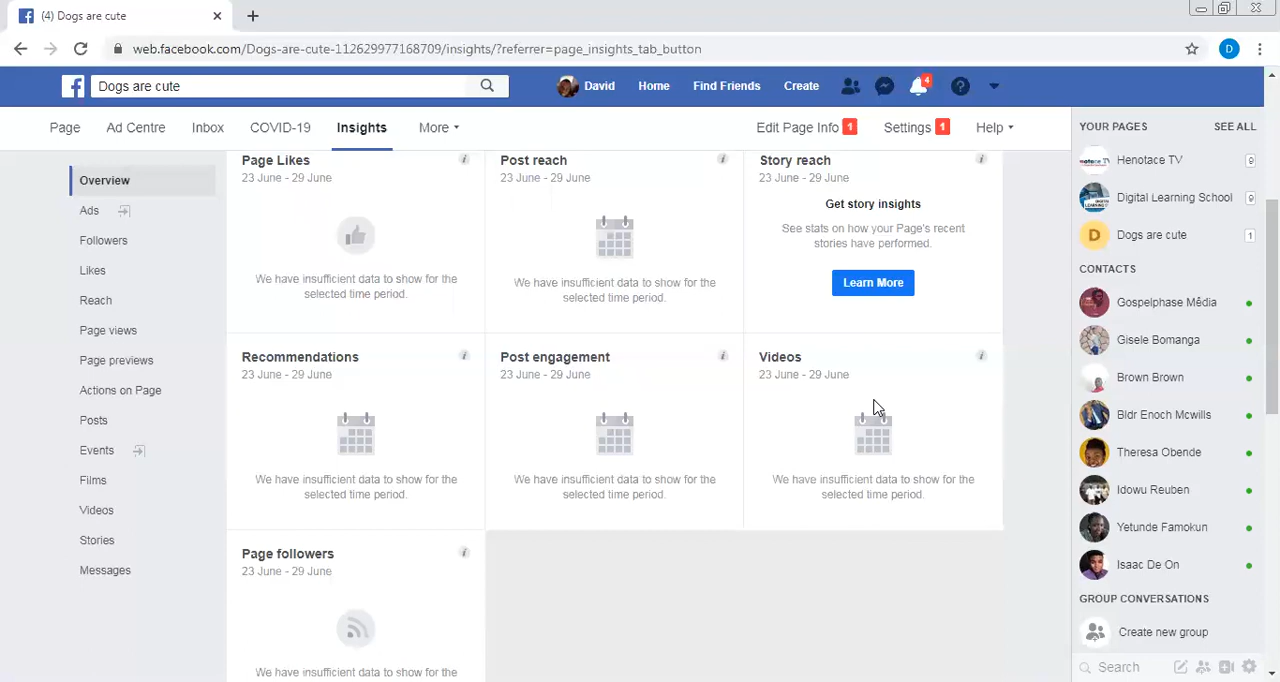 (4) Dogs are cute
web.facebook.com/Dogs-are-cute-112629977168709/insights/?referrer=page_insights_tab_button
D
Dogs are cute
David
Home
Find Friends
Create
4
Page
Ad Centre
Inbox
COVID-19
Insights
More
Edit Page Info 1
Settings 1
Help
Overview
Ads
Followers
Likes
Reach
Page views
Page previews
Actions on Page
Posts
Events
Films
Videos
Stories
Messages
Page Likes
23 June - 29 June
We have insufficient data to show for the
selected time period.
Post reach
23 June - 29 June
We have insufficient data to show for the
selected time period.
Story reach
23 June - 29 June
Get story insights
See stats on how your Page's recent
stories have performed.
Learn More
Recommendations
23 June - 29 June
We have insufficient data to show for the
selected time period.
Post engagement
23 June - 29 June
We have insufficient data to show for the
selected time period.
Videos
23 June - 29 June
We have insufficient data to show for the
selected time period.
Page followers
23 June - 29 June
We have insufficient data to show for the
YOUR PAGES
SEE ALL
Henotace TV 9
Digital Learning School 9
D Dogs are cute 1
CONTACTS
Gospelphase Mêdia
Gisele Bomanga
Brown Brown
Bldr Enoch Mcwills
Theresa Obende
Idowu Reuben
Yetunde Famokun
Isaac De On
GROUP CONVERSATIONS
Create new group
Search